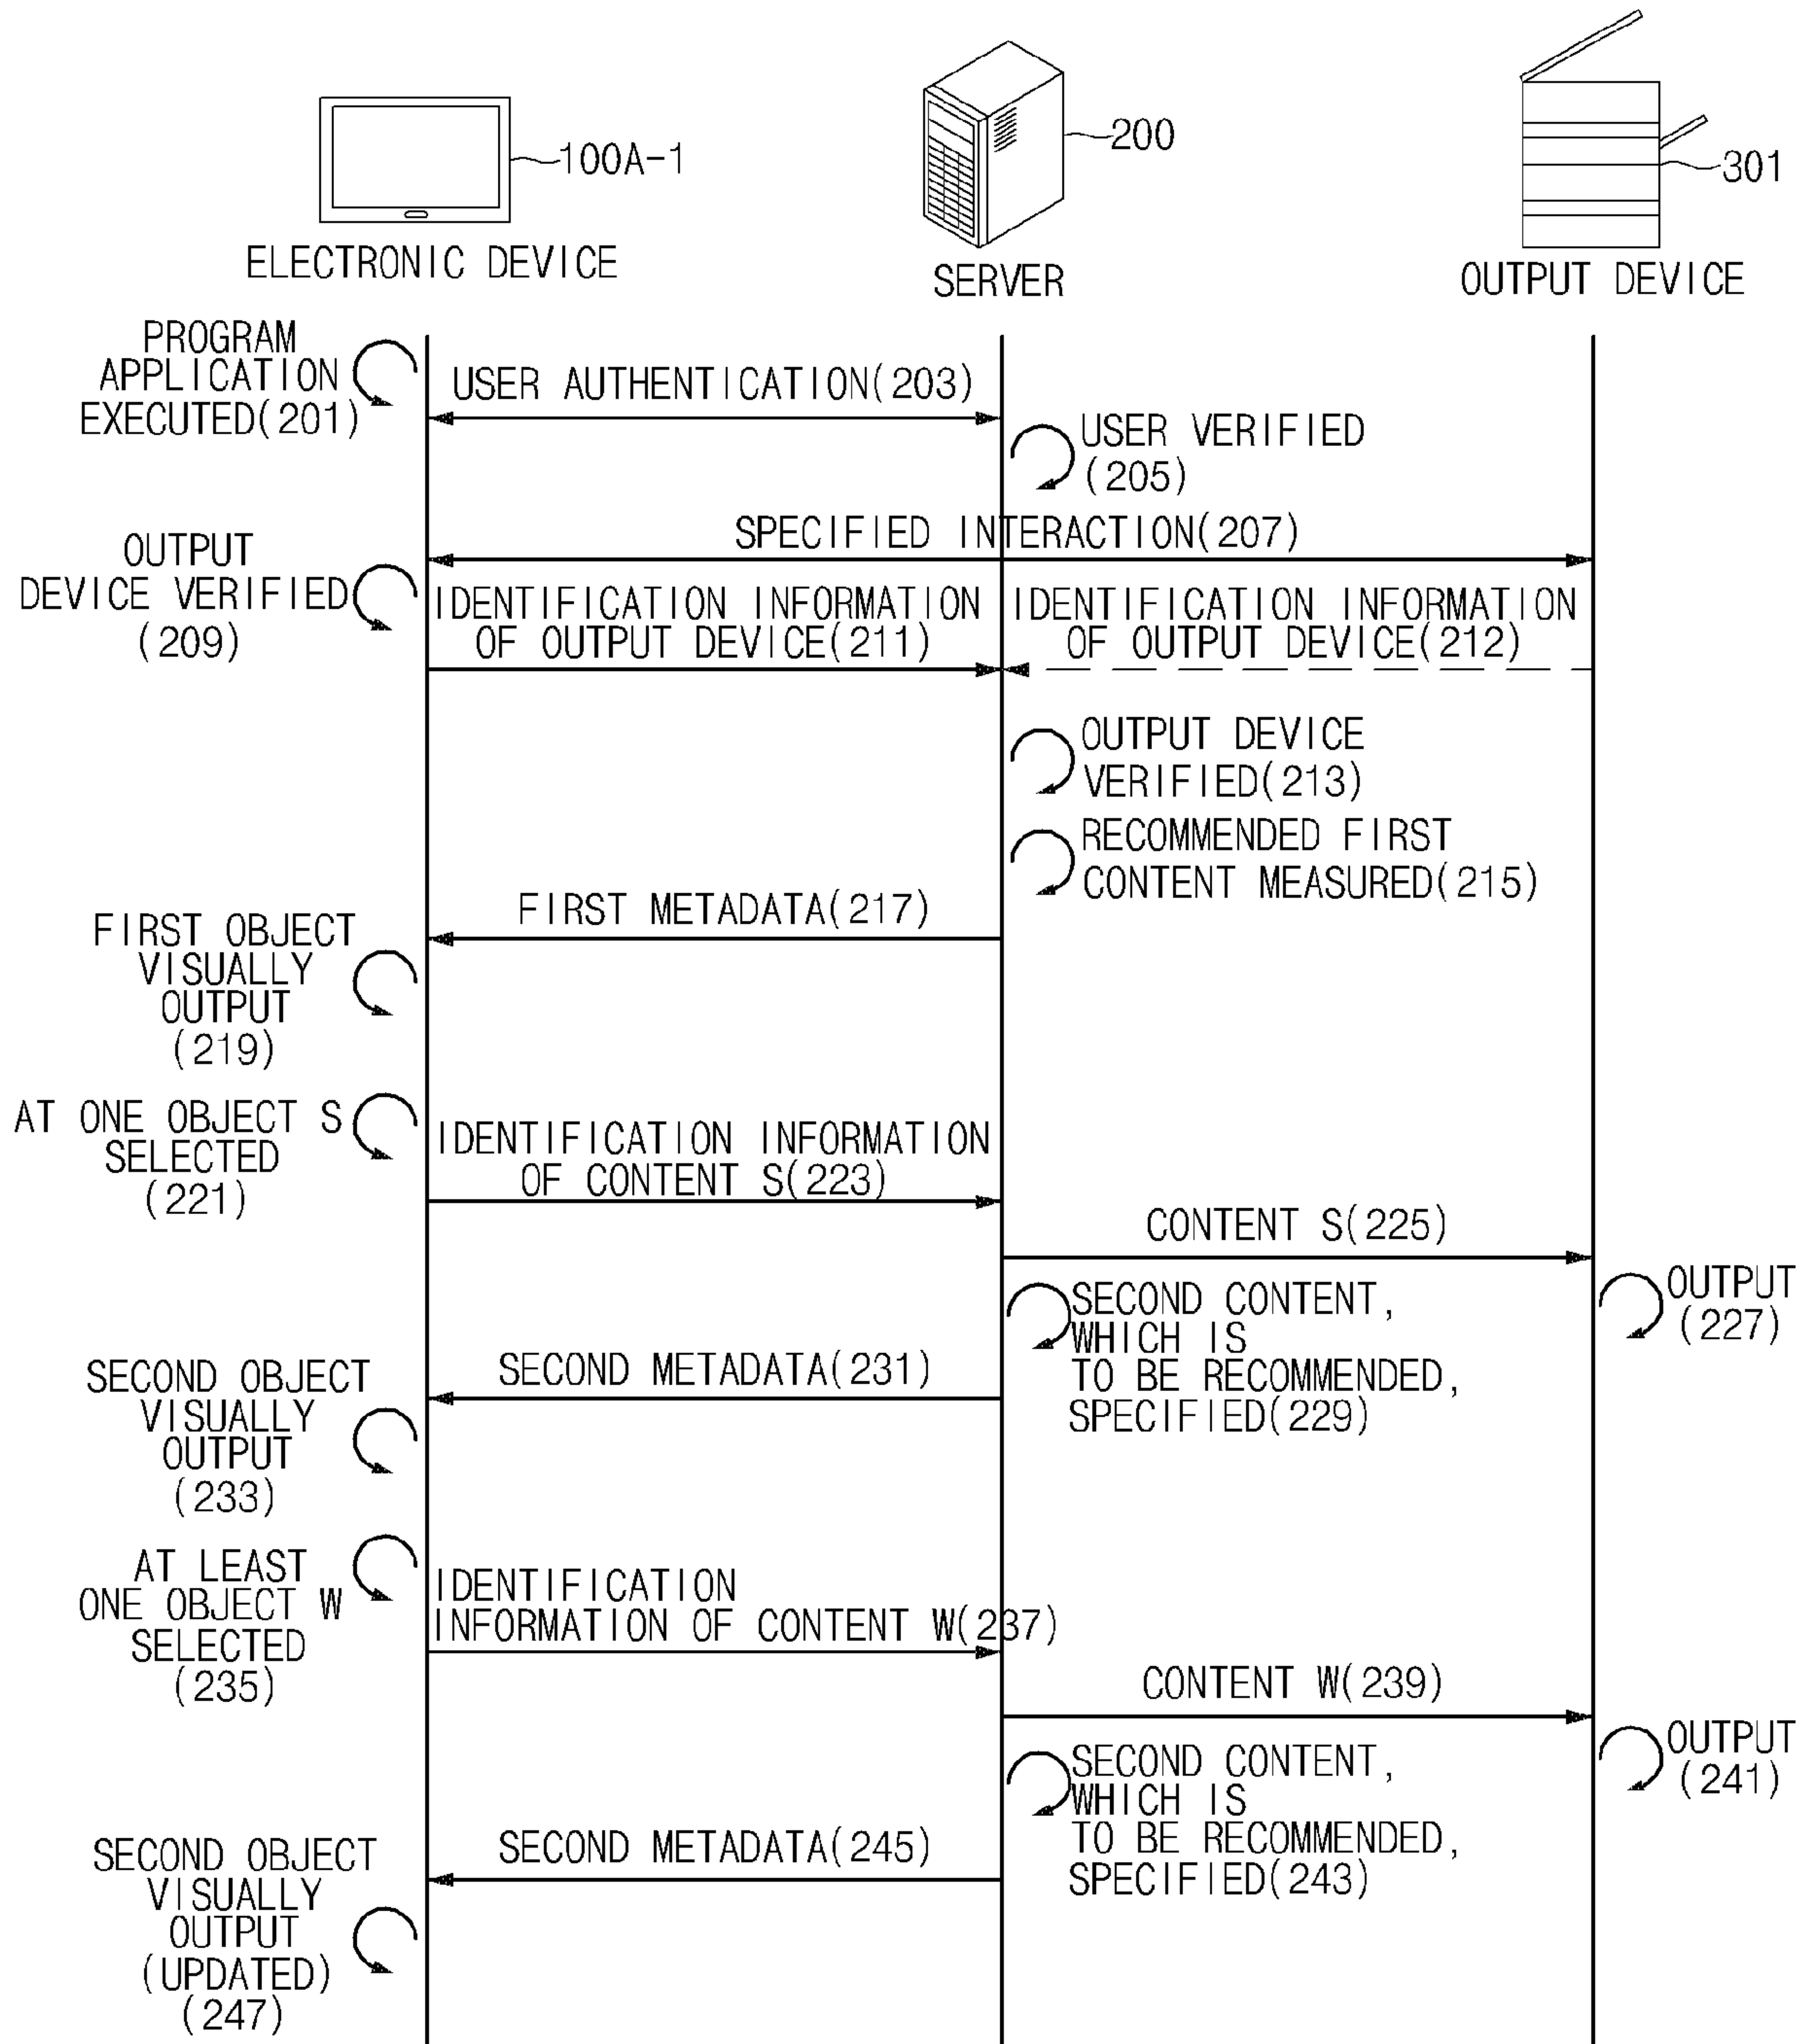 100A-1
200
301
ELECTRONIC DEVICE
SERVER
OUTPUT DEVICE
PROGRAM
APPLICATION
EXECUTED(201)
USER AUTHENTICATION(203)
USER VERIFIED
(205)
SPECIFIED INTERACTION(207)
OUTPUT
DEVICE VERIFIED
(209)
IDENTIFICATION INFORMATION
OF OUTPUT DEVICE(211)
IDENTIFICATION INFORMATION
OF OUTPUT DEVICE(212)
OUTPUT DEVICE
VERIFIED(213)
RECOMMENDED FIRST
CONTENT MEASURED(215)
FIRST METADATA(217)
FIRST OBJECT
VISUALLY
OUTPUT
(219)
AT ONE OBJECT S
SELECTED
(221)
IDENTIFICATION INFORMATION
OF CONTENT S(223)
CONTENT S(225)
OUTPUT
(227)
SECOND CONTENT,
WHICH IS
TO BE RECOMMENDED,
SPECIFIED(229)
SECOND METADATA(231)
SECOND OBJECT
VISUALLY
OUTPUT
(233)
AT LEAST
ONE OBJECT W
SELECTED
(235)
IDENTIFICATION
INFORMATION OF CONTENT W(237)
CONTENT W(239)
OUTPUT
(241)
SECOND CONTENT,
WHICH IS
TO BE RECOMMENDED,
SPECIFIED(243)
SECOND METADATA(245)
SECOND OBJECT
VISUALLY
OUTPUT
(UPDATED)
(247)